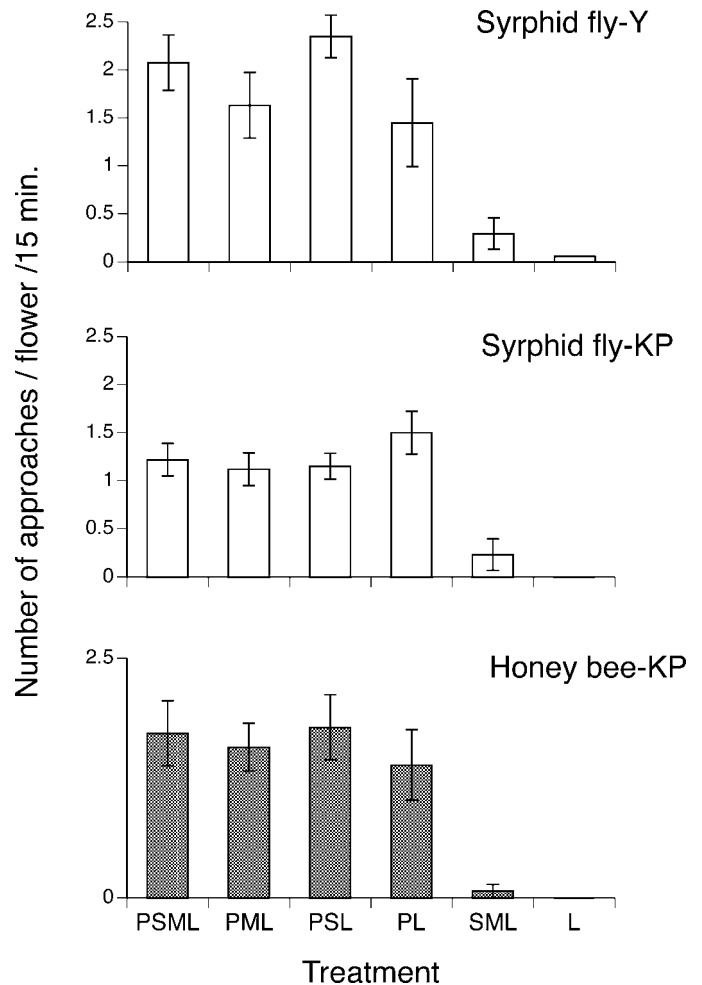 Syrphid fly-Y
2.5
2
1.5
1
0.5
0
Syrphid fly-KP
2.5
2
1.5
1
0.5
0
Honey bee-KP
2.5
0
PSML PML PSL PL SML L
Treatment
Number of approaches / flower /15 min.